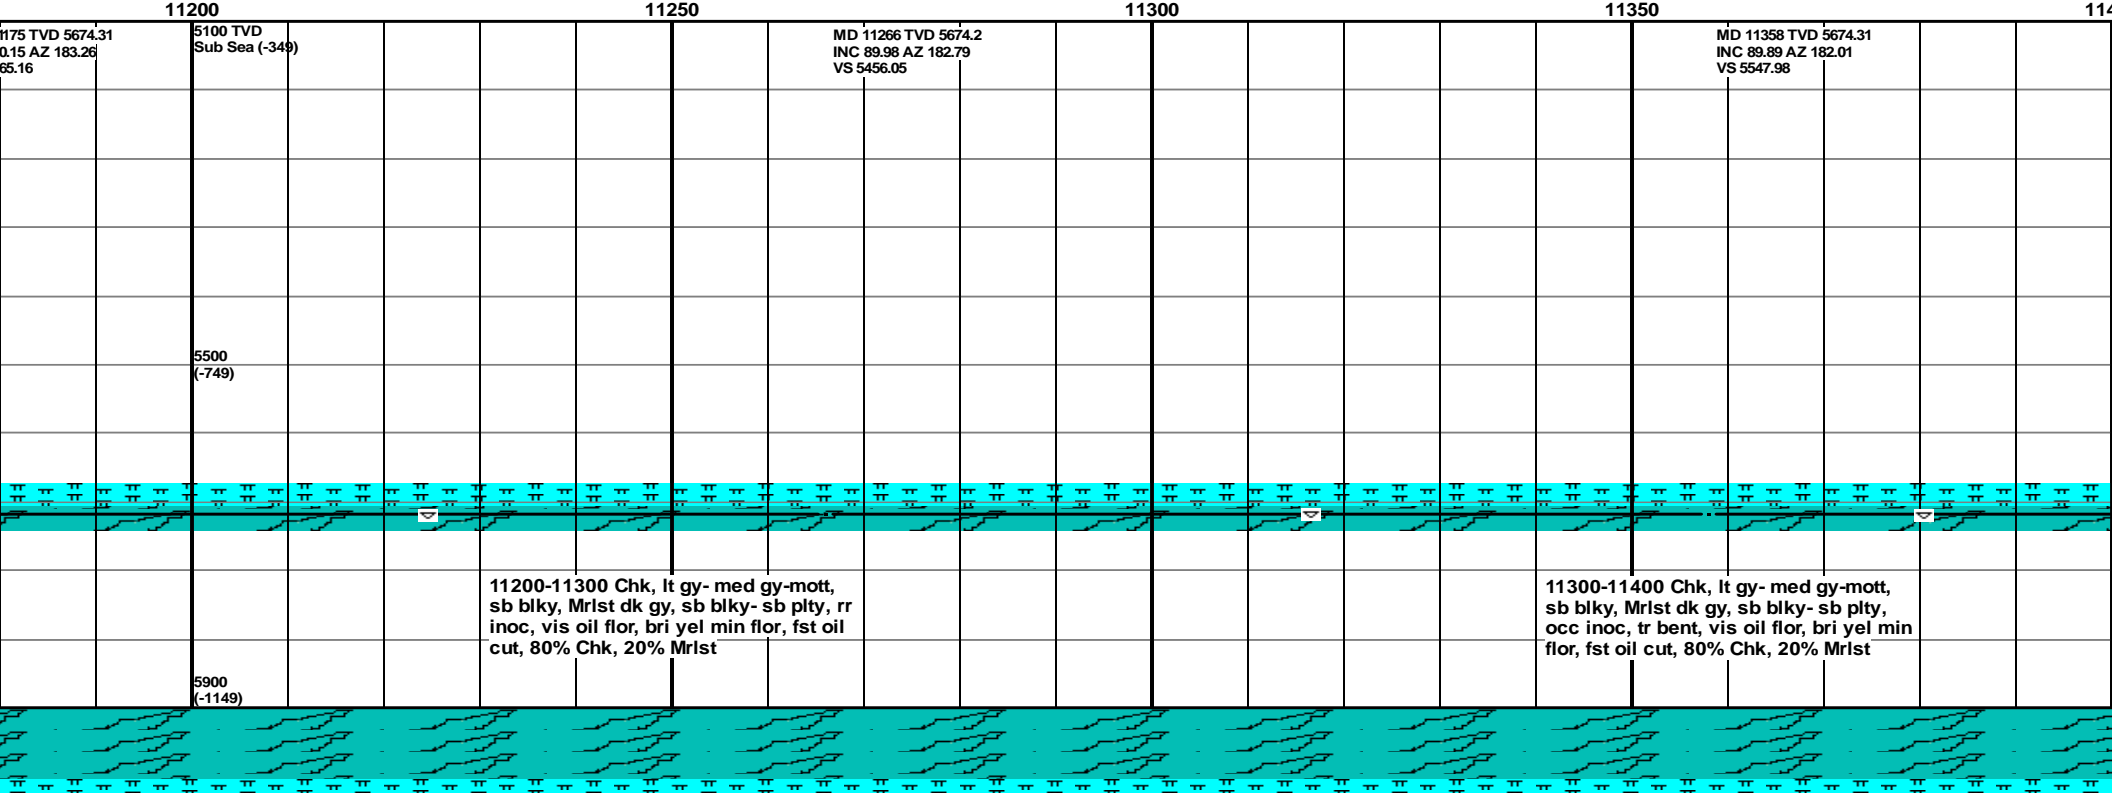 11200 11250 11300 11350
1175 TVD 5674.31
0.15 AZ 183.26
65.16
5100 TVD
Sub Sea (-349)
MD 11266 TVD 5674.2
INC 89.98 AZ 182.79
VS 5456.05
MD 11358 TVD 5674.31
INC 89.89 AZ 182.01
VS 5547.98
5500
(-749)
11200-11300 Chk, lt gy- med gy-mott,
sb blky, Mrlst dk gy, sb blky- sb plty, rr
inoc, vis oil flor, bri yel min flor, fst oil
cut, 80% Chk, 20% Mrlst
11300-11400 Chk, lt gy- med gy-mott,
sb blky, Mrlst dk gy, sb blky- sb plty,
occ inoc, tr bent, vis oil flor, bri yel min
flor, fst oil cut, 80% Chk, 20% Mrlst
5900
(-1149)